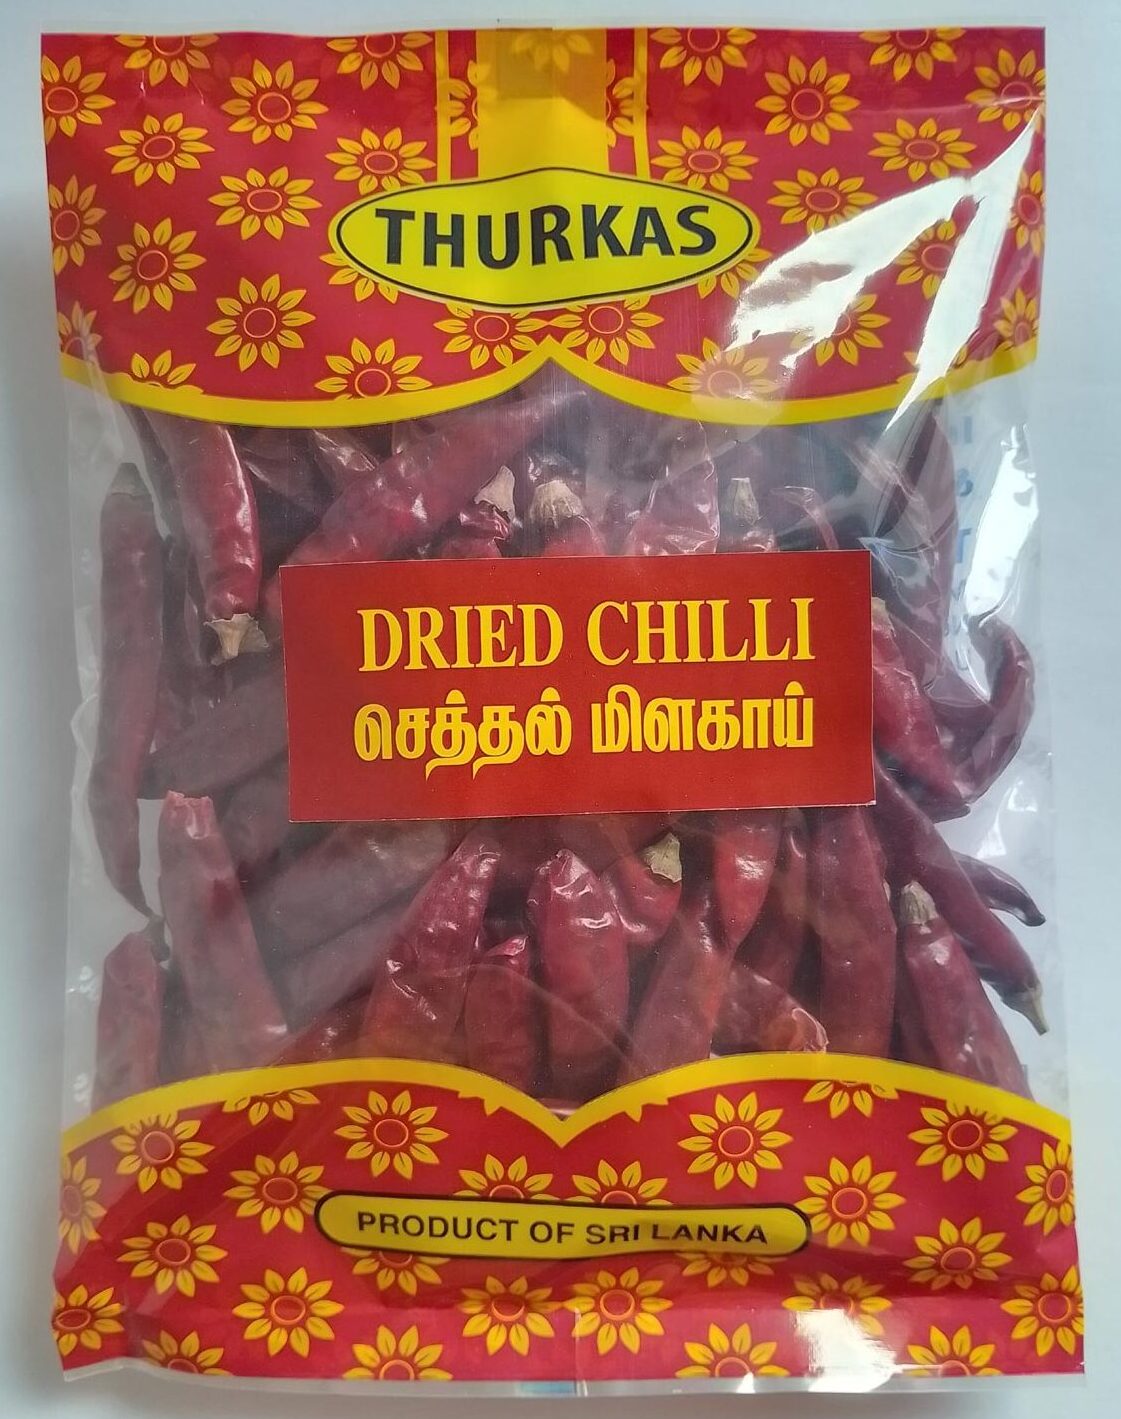 THURKAS
DRIED CHILLI
செத்தல் மிளகாய்
PRODUCT OF SRI LANKA